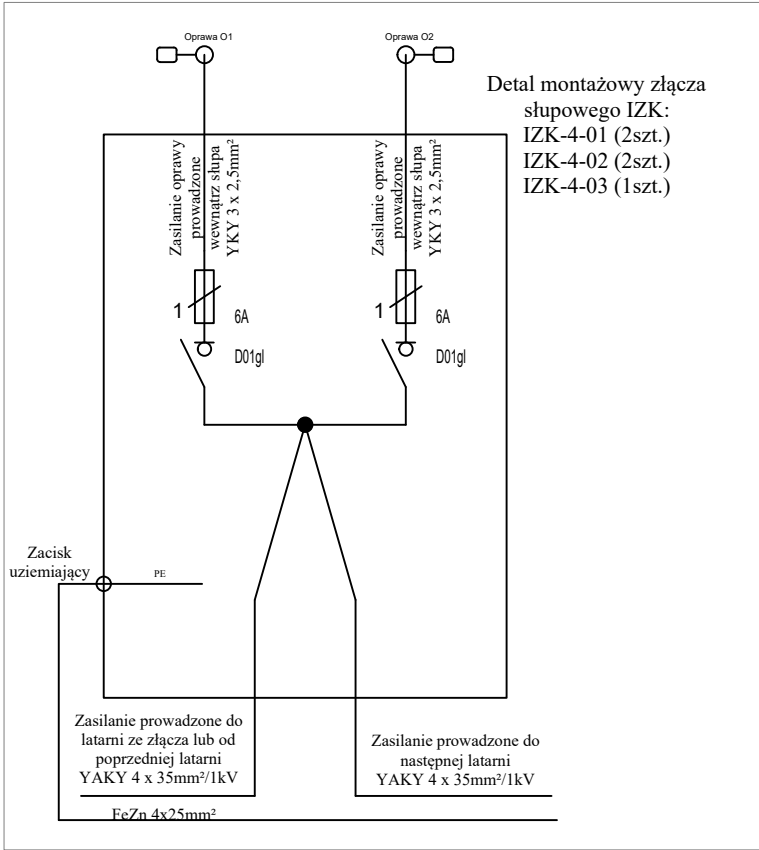 Oprawa O1
Oprawa O2
Detal montażowy złącza
słupowego IZK:
IZK-4-01 (2szt.)
IZK-4-02 (2szt.)
IZK-4-03 (1szt.)
Zasilanie oprawy
prowadzone
wewnątrz słupa
YKY 3 x 2,5mm²
Zasilanie oprawy
prowadzone
wewnątrz słupa
YKY 3 x 2,5mm²
1
6A
D01gl
1
6A
D01gl
Zacisk
uziemiający
PE
Zasilanie prowadzone do
latarni ze złącza lub od
poprzedniej latarni
YAKY 4 x 35mm²/1kV
Zasilanie prowadzone do
następnej latarni
YAKY 4 x 35mm²/1kV
FeZn 4x25mm²